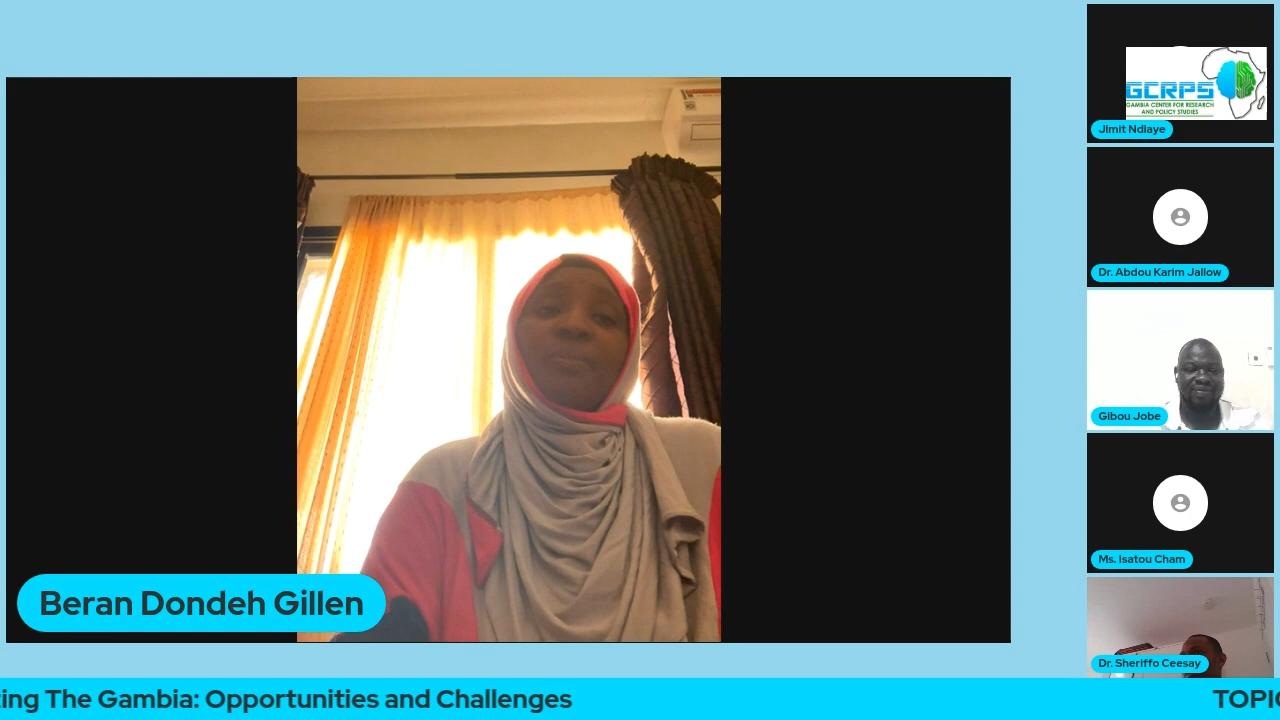 GCRPS
GAMBIA CENTER FOR RESEARCH
AND POLICY STUDIES
Jimit Ndiaye
Dr. Abdou Karim Jallow
Gibou Jobe
Ms. Isatou Cham
Dr. Sheriffo Ceesay
Beran Dondeh Gillen
ing The Gambia: Opportunities and Challenges
TOPIC